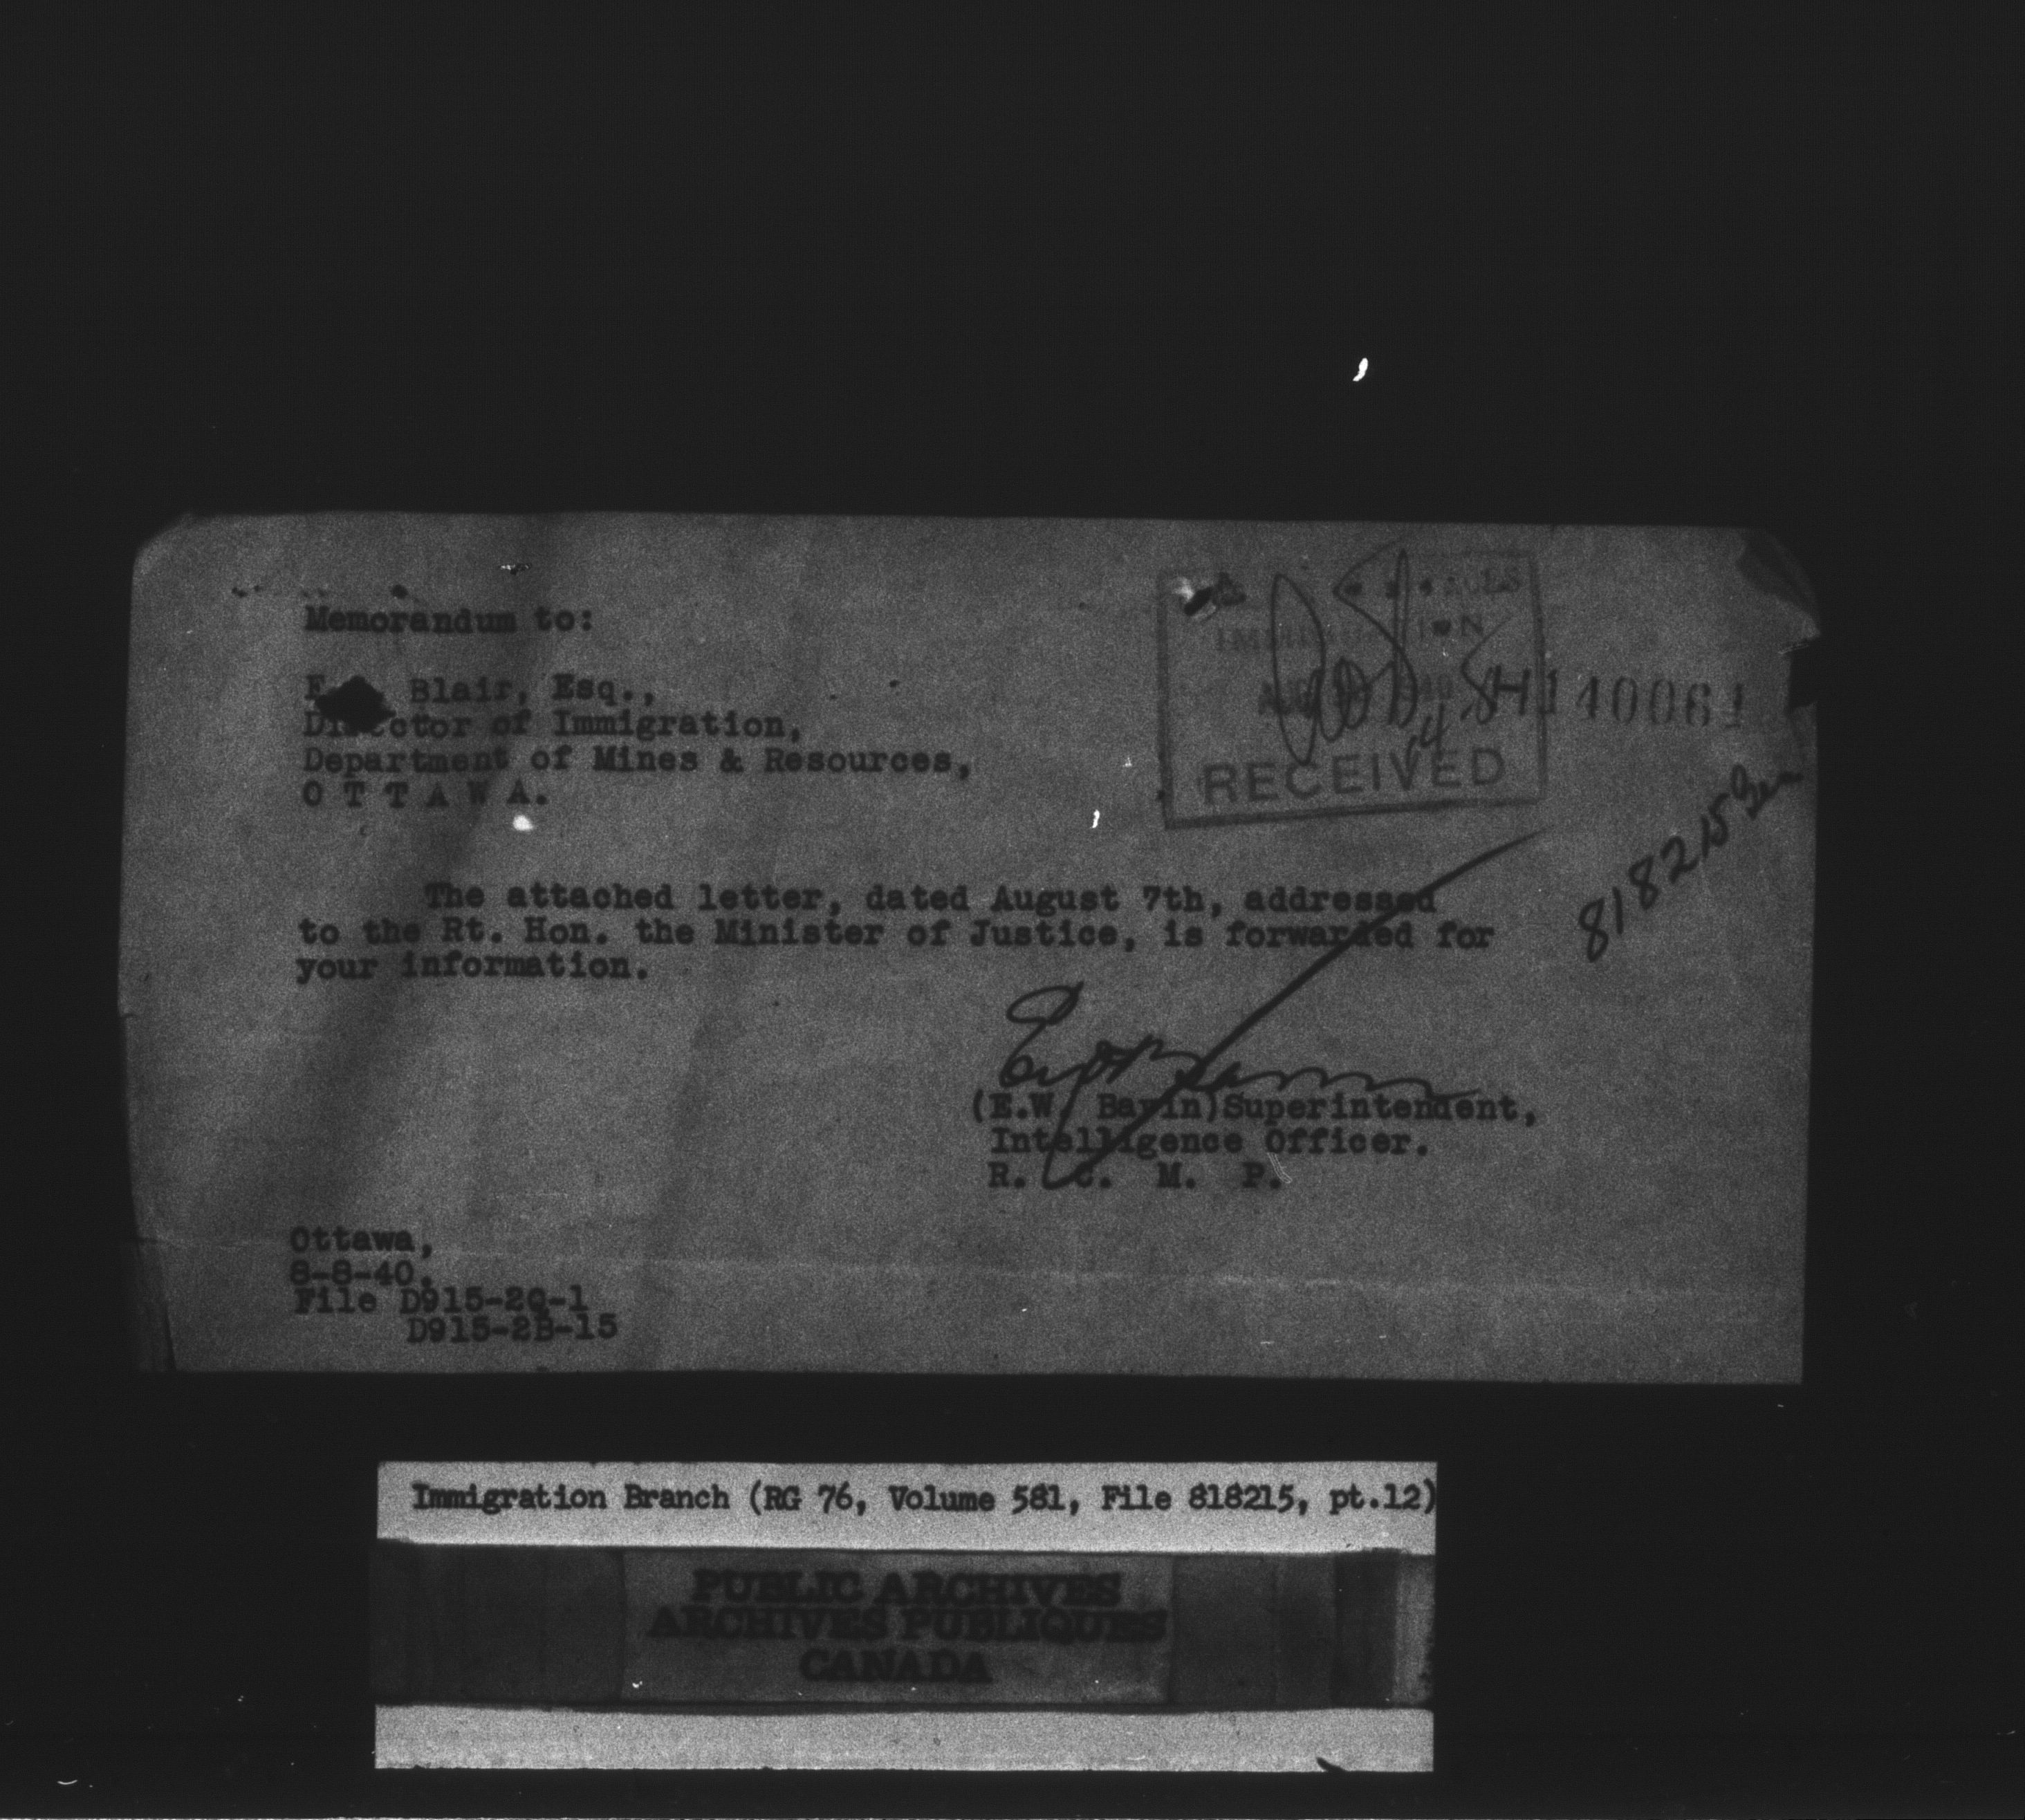 Memorandum to:
F. Blair, Esq.,
Director of Immigration,
Department of Mines & Resources,
O T T A W A.
RECEIVED
H140061
818215 Gen
The attached letter, dated August 7th, addressed
to the Rt. Hon. the Minister of Justice, is forwarded for
your information.
(E.W. Bavin) Superintendent,
Intelligence Officer.
R. C. M. P.
Ottawa,
8-8-40.
File D915-2Q-1
D915-2B-15
Immigration Branch (RG 76, Volume 581, File 818215, pt.12)
PUBLIC ARCHIVES
ARCHIVES PUBLIQUES
CANADA